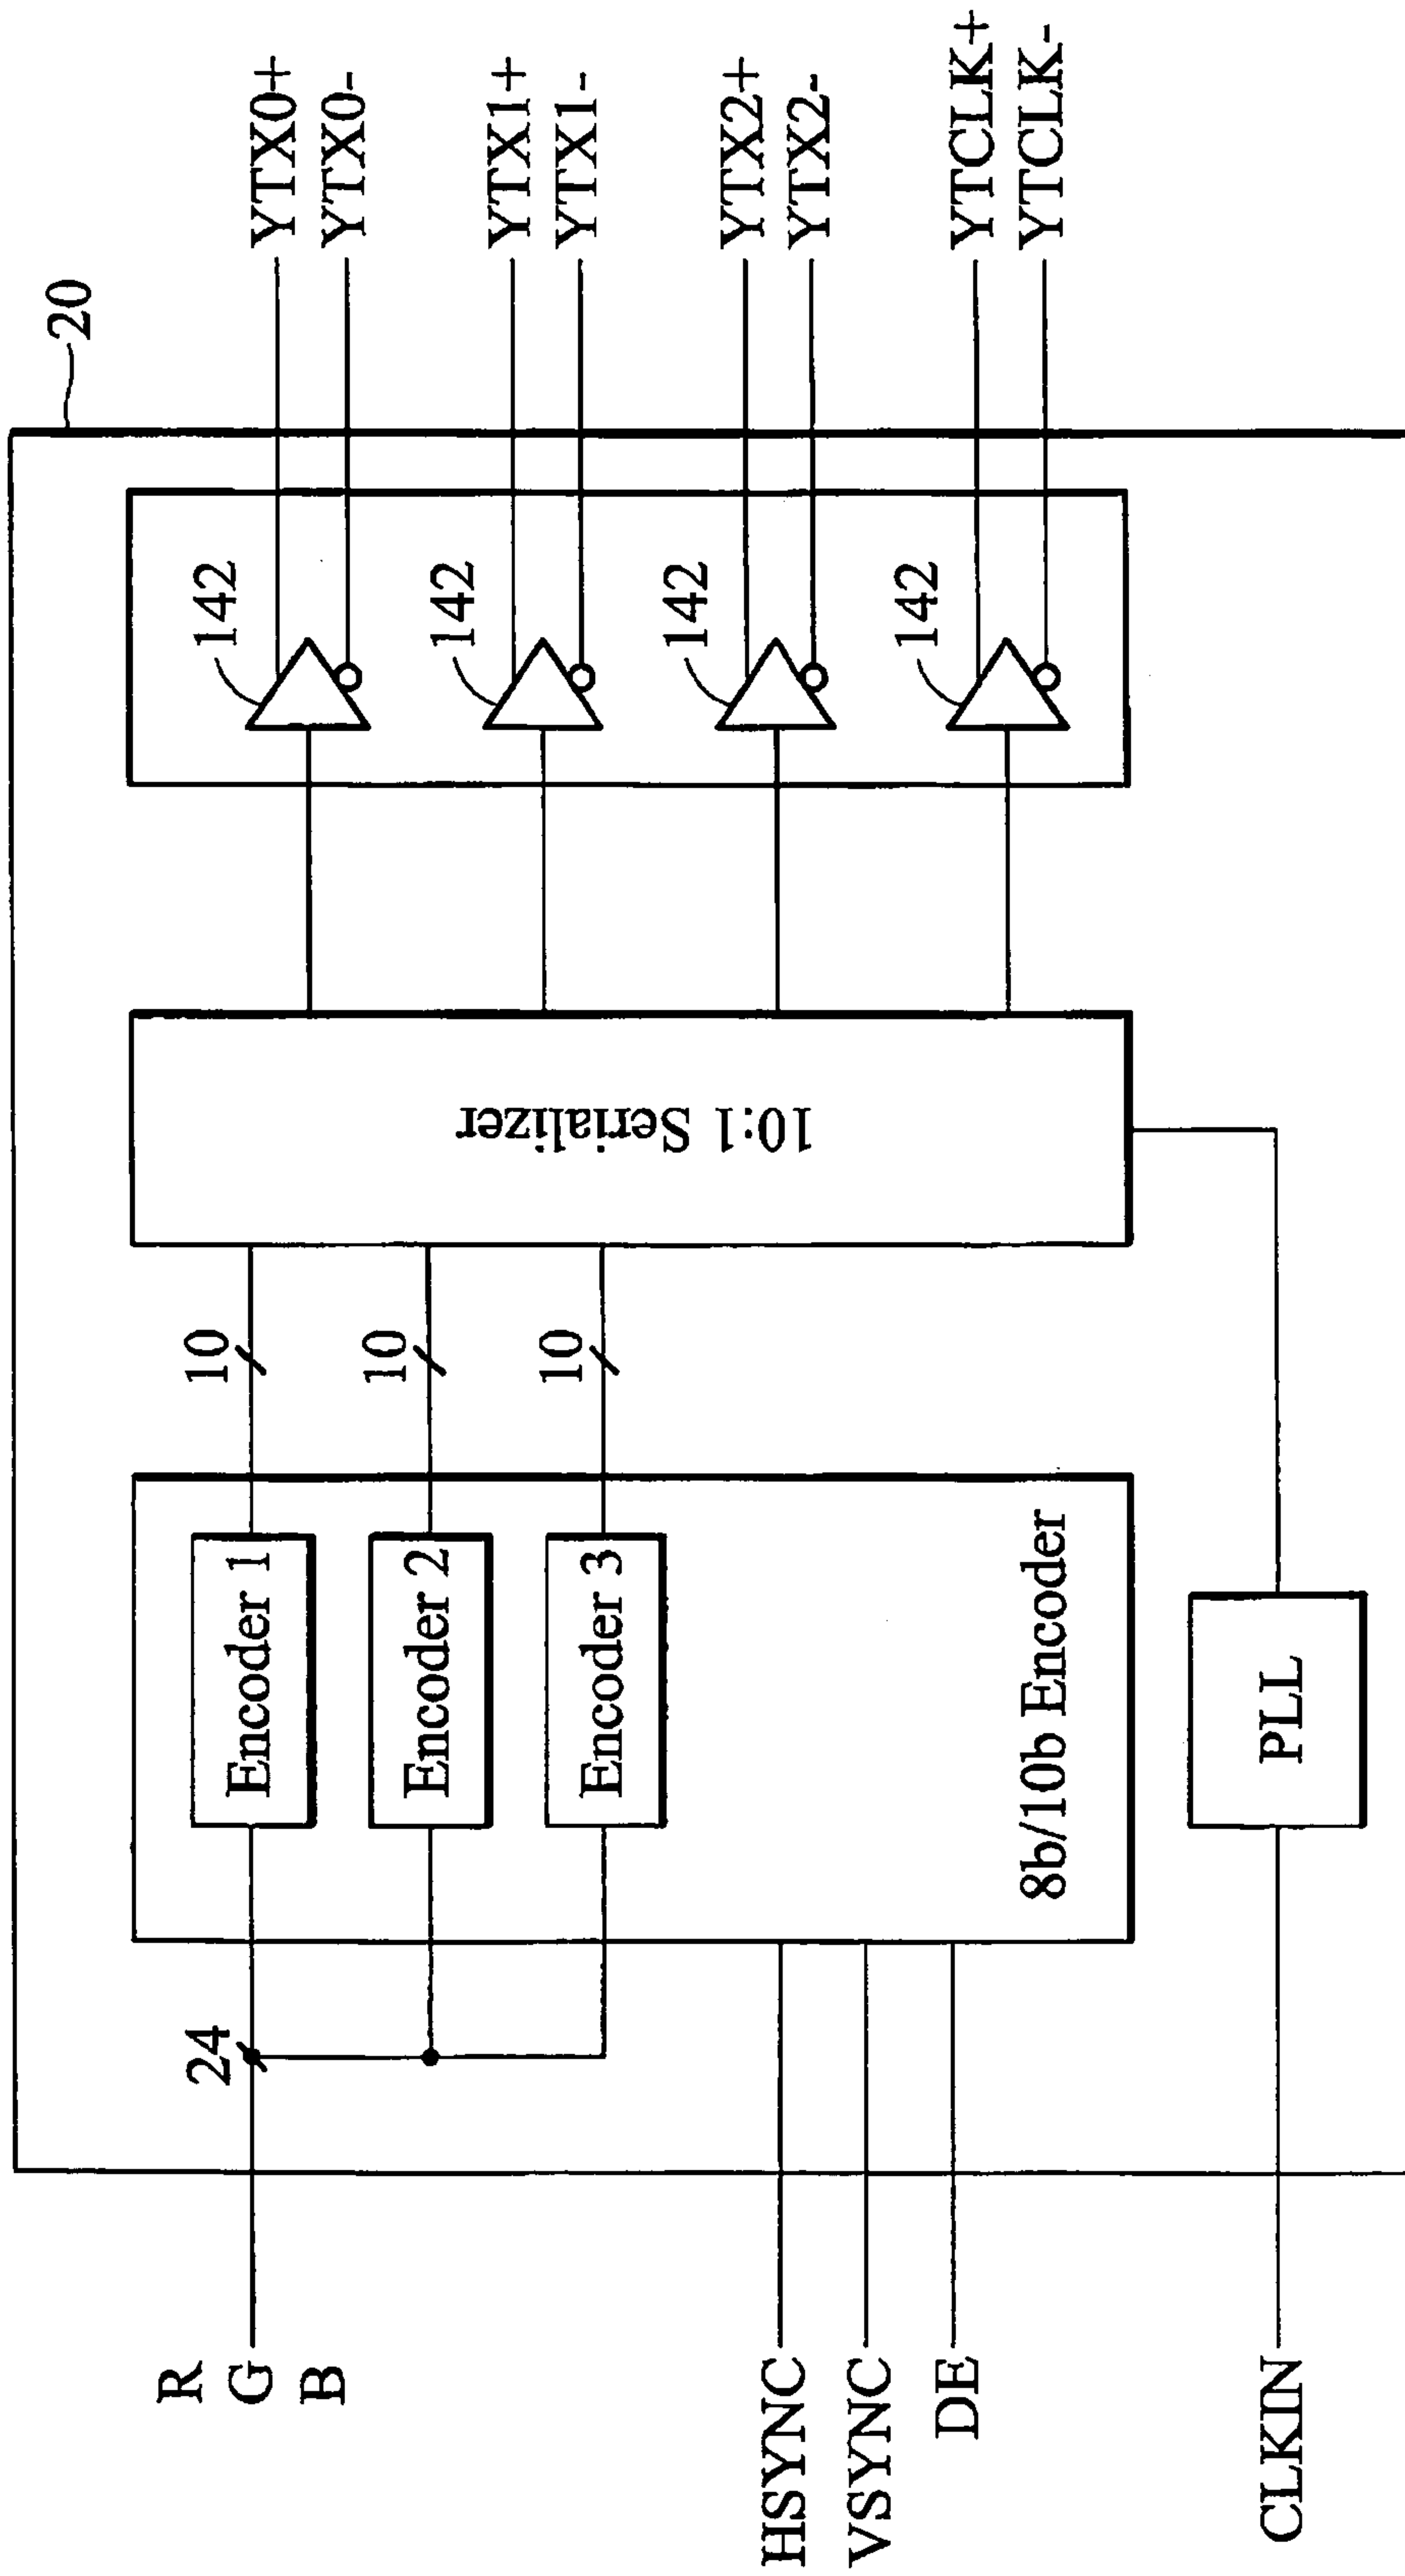 20
R
G
B
24
Encoder 1
Encoder 2
Encoder 3
8b/10b Encoder
10
10
10
10:1 Serializer
142
142
142
142
YTX0+
YTX0-
YTX1+
YTX1-
YTX2+
YTX2-
YTCLK+
YTCLK-
HSYNC
VSYNC
DE
CLKIN
PLL